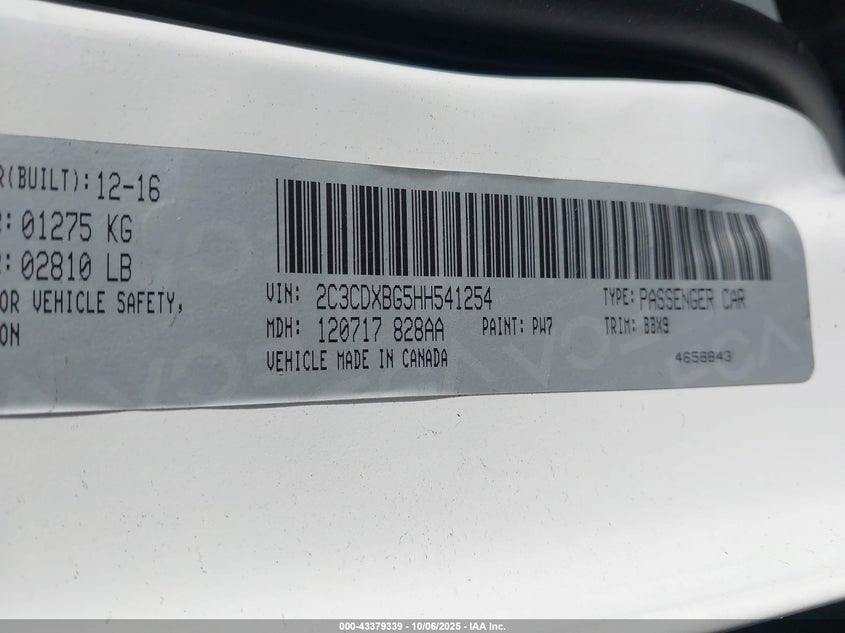 R(BUILT): 12-16
: 01275 KG
: 02810 LB
OR VEHICLE SAFETY,
ON
VIN: 2C3CDXBG5HH541254 TYPE: PASSENGER CAR
MDH: 120717 828AA PAINT: PW7 TRIM: BBX9
VEHICLE MADE IN CANADA
4658843
000-43379339 | 10/06/2025 - IAA Inc.